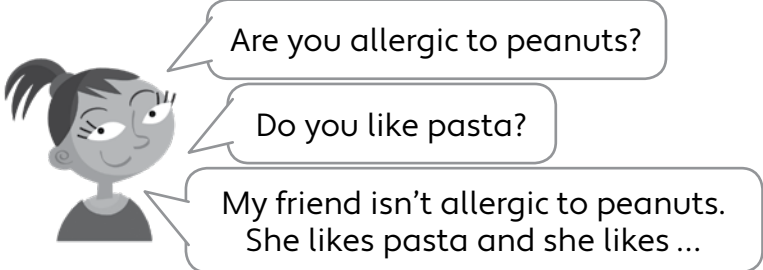 Are you allergic to peanuts?
Do you like pasta?
My friend isn’t allergic to peanuts.
She likes pasta and she likes ...